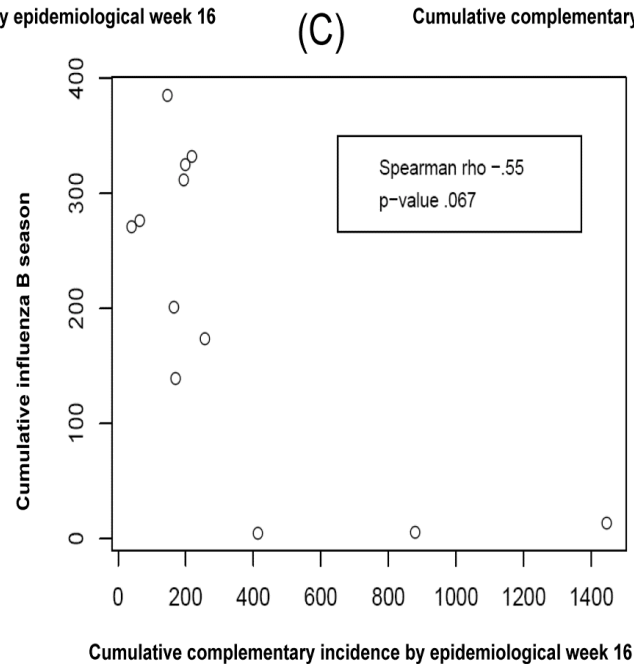 y epidemiological week 16
Cumulative complementary
(C)
Cumulative influenza B season
400
300
200
100
0
Spearman rho −.55
p−value .067
0 200 400 600 800 1000 1200 1400
Cumulative complementary incidence by epidemiological week 16